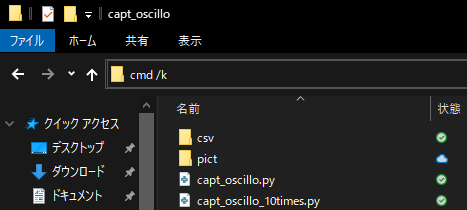 capt_oscillo
ファイル ホーム 共有 表示
cmd /k
クイック アクセス
デスクトップ
ダウンロード
ドキュメント
名前 状態
csv
pict
capt_oscillo.py
capt_oscillo_10times.py